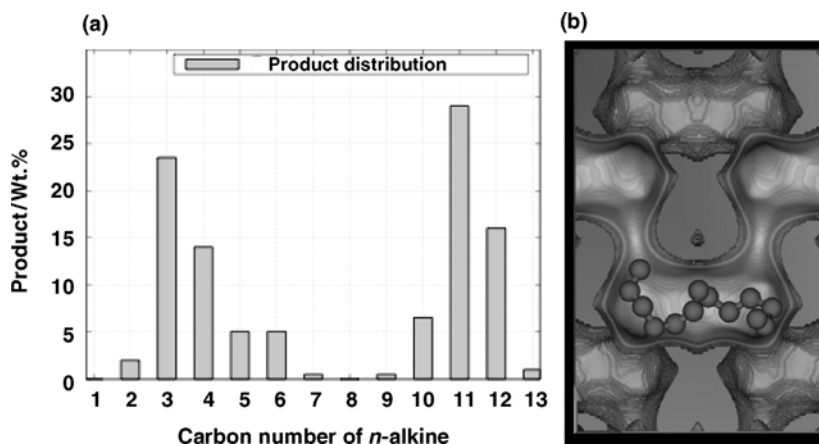 (a)
(b)
Product distribution
30
25
20
15
10
5
0
Product/Wt.%
1 2 3 4 5 6 7 8 9 10 11 12 13
Carbon number of n-alkine